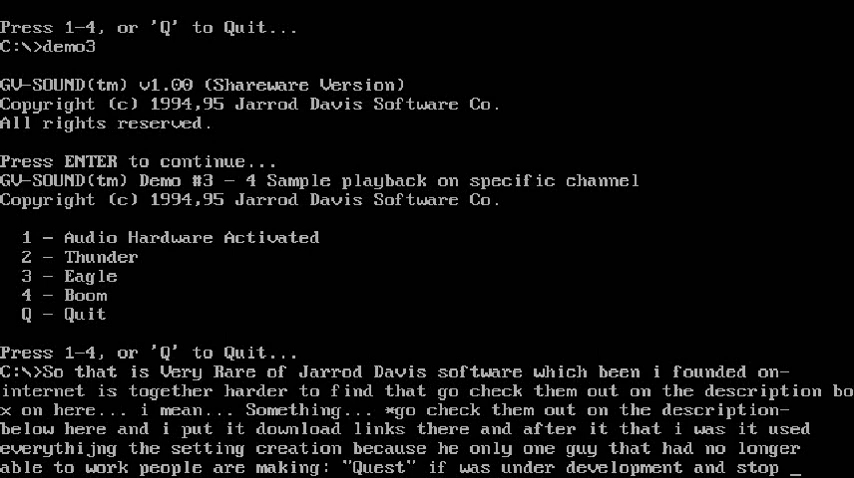 Press 1-4, or 'Q' to Quit...
C:\>demo3
GV-SOUND(tm) v1.00 (Shareware Version)
Copyright (c) 1994,95 Jarrod Davis Software Co.
All rights reserved.
Press ENTER to continue...
GV-SOUND(tm) Demo #3 - 4 Sample playback on specific channel
Copyright (c) 1994,95 Jarrod Davis Software Co.
1 - Audio Hardware Activated
2 - Thunder
3 - Eagle
4 - Boom
Q - Quit
Press 1-4, or 'Q' to Quit...
C:\>So that is Very Rare of Jarrod Davis software which been i founded on-
internet is together harder to find that go check them out on the description bo
x on here... i mean... Something... *go check them out on the description-
below here and i put it download links there and after it that i was it used
everythijng the setting creation because he only one guy that had no longer
able to work people are making: "Quest" if was under development and stop _